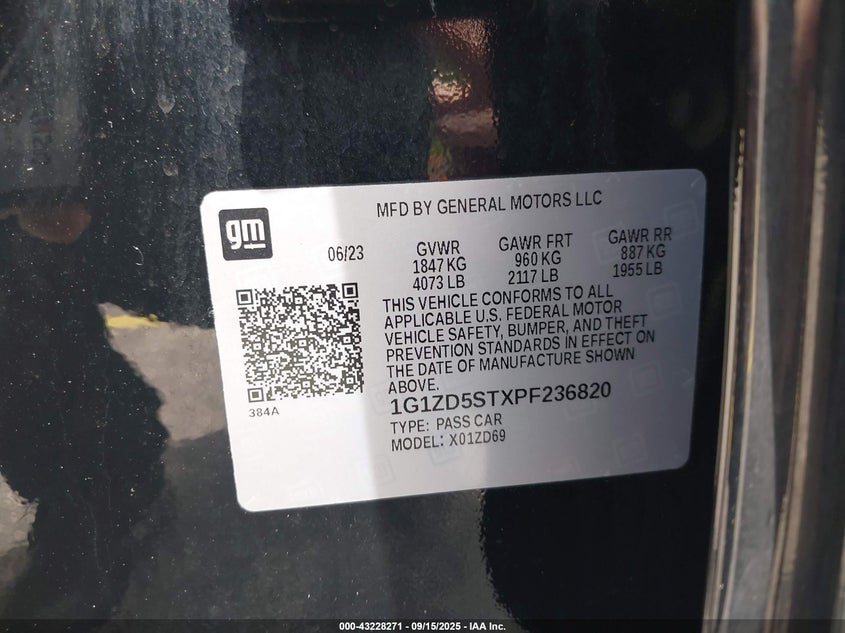 MFD BY GENERAL MOTORS LLC
gm
06/23
GVWR GAWR FRT GAWR RR
1847 KG 960 KG 887 KG
4073 LB 2117 LB 1955 LB
THIS VEHICLE CONFORMS TO ALL
APPLICABLE U.S. FEDERAL MOTOR
VEHICLE SAFETY, BUMPER, AND THEFT
PREVENTION STANDARDS IN EFFECT ON
THE DATE OF MANUFACTURE SHOWN
ABOVE.
384A
1G1ZD5STXPF236820
TYPE: PASS CAR
MODEL: X01ZD69
000-43228271 - 09/15/2025 - IAA Inc.